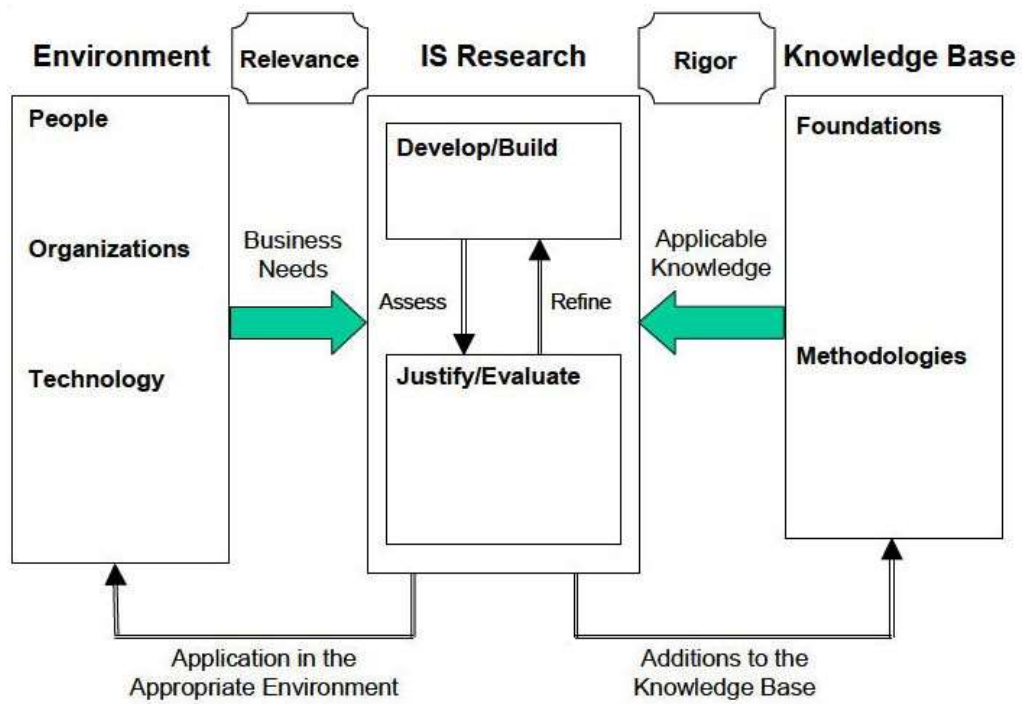 Environment
Relevance
IS Research
Rigor
Knowledge Base
People
Organizations
Technology
Business
Needs
Develop/Build
Assess
Refine
Justify/Evaluate
Applicable
Knowledge
Foundations
Methodologies
Application in the
Appropriate Environment
Additions to the
Knowledge Base